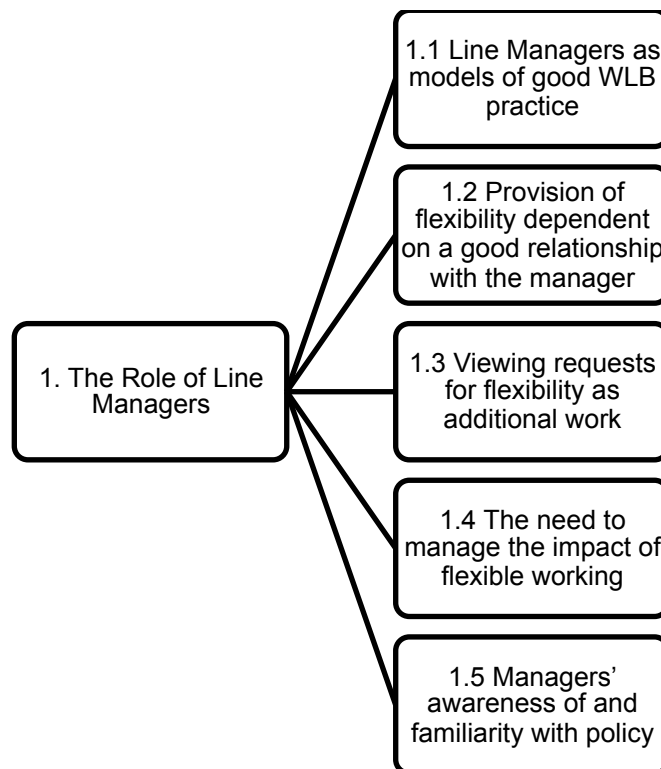 1.1 Line Managers as
models of good WLB
practice
1.2 Provision of
flexibility dependent
on a good relationship
with the manager
1. The Role of Line
Managers
1.3 Viewing requests
for flexibility as
additional work
1.4 The need to
manage the impact of
flexible working
1.5 Managers’
awareness of and
familiarity with policy